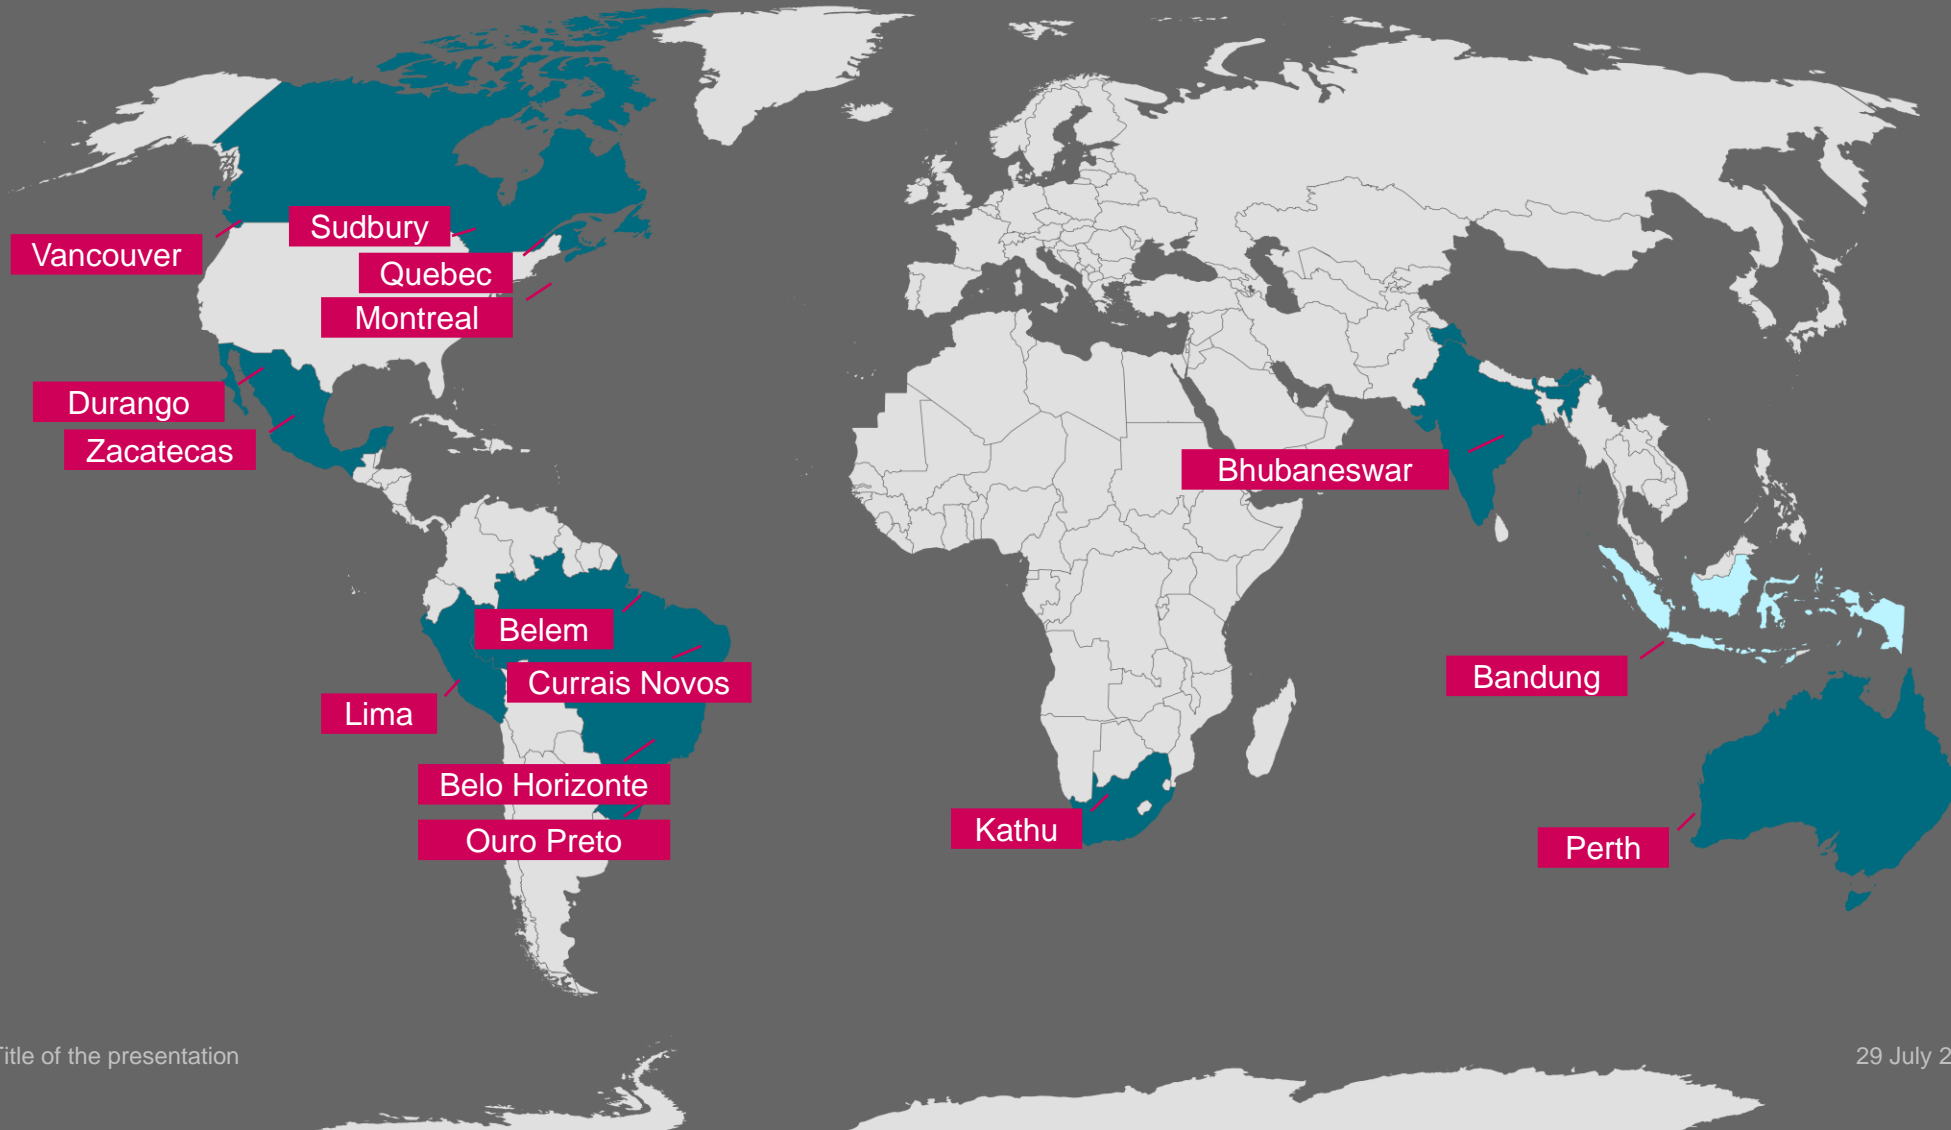 Sudbury
Vancouver
Quebec
Montreal
Durango
Zacatecas
Bhubaneswar
Belem
Bandung
Currais Novos
Lima
Belo Horizonte
Kathu
Ouro Preto
Perth
Title of the presentation
29 July 2